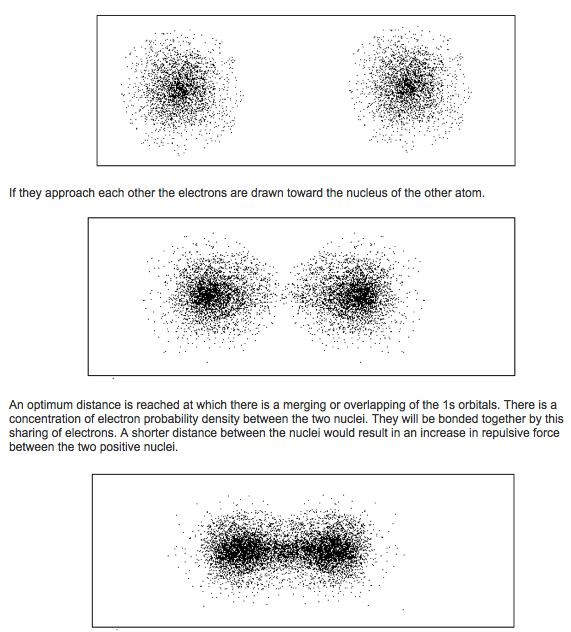 If they approach each other the electrons are drawn toward the nucleus of the other atom.
An optimum distance is reached at which there is a merging or overlapping of the 1s orbitals. There is a
concentration of electron probability density between the two nuclei. They will be bonded together by this
sharing of electrons. A shorter distance between the nuclei would result in an increase in repulsive force
between the two positive nuclei.